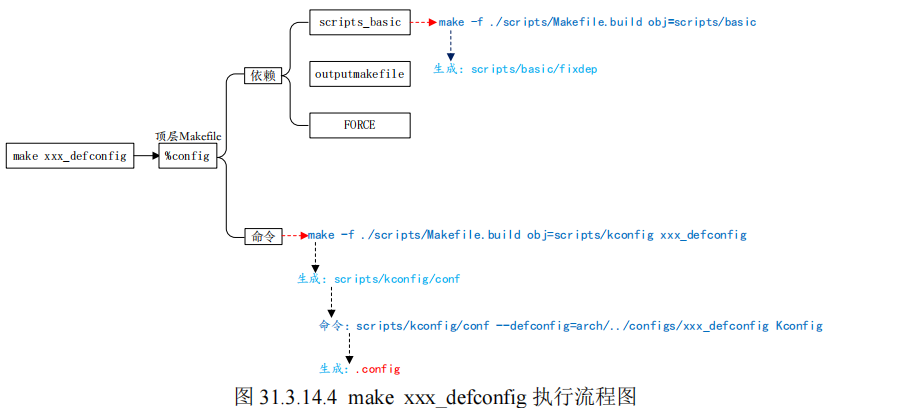 scripts_basic
make -f ./scripts/Makefile.build obj=scripts/basic
生成：scripts/basic/fixdep
依赖
outputmakefile
FORCE
顶层Makefile
make xxx_defconfig
%config
命令
make -f ./scripts/Makefile.build obj=scripts/kconfig xxx_defconfig
生成：scripts/kconfig/conf
命令：scripts/kconfig/conf --defconfig=arch/../configs/xxx_defconfig Kconfig
生成：.config
图 31.3.14.4 make xxx_defconfig 执行流程图